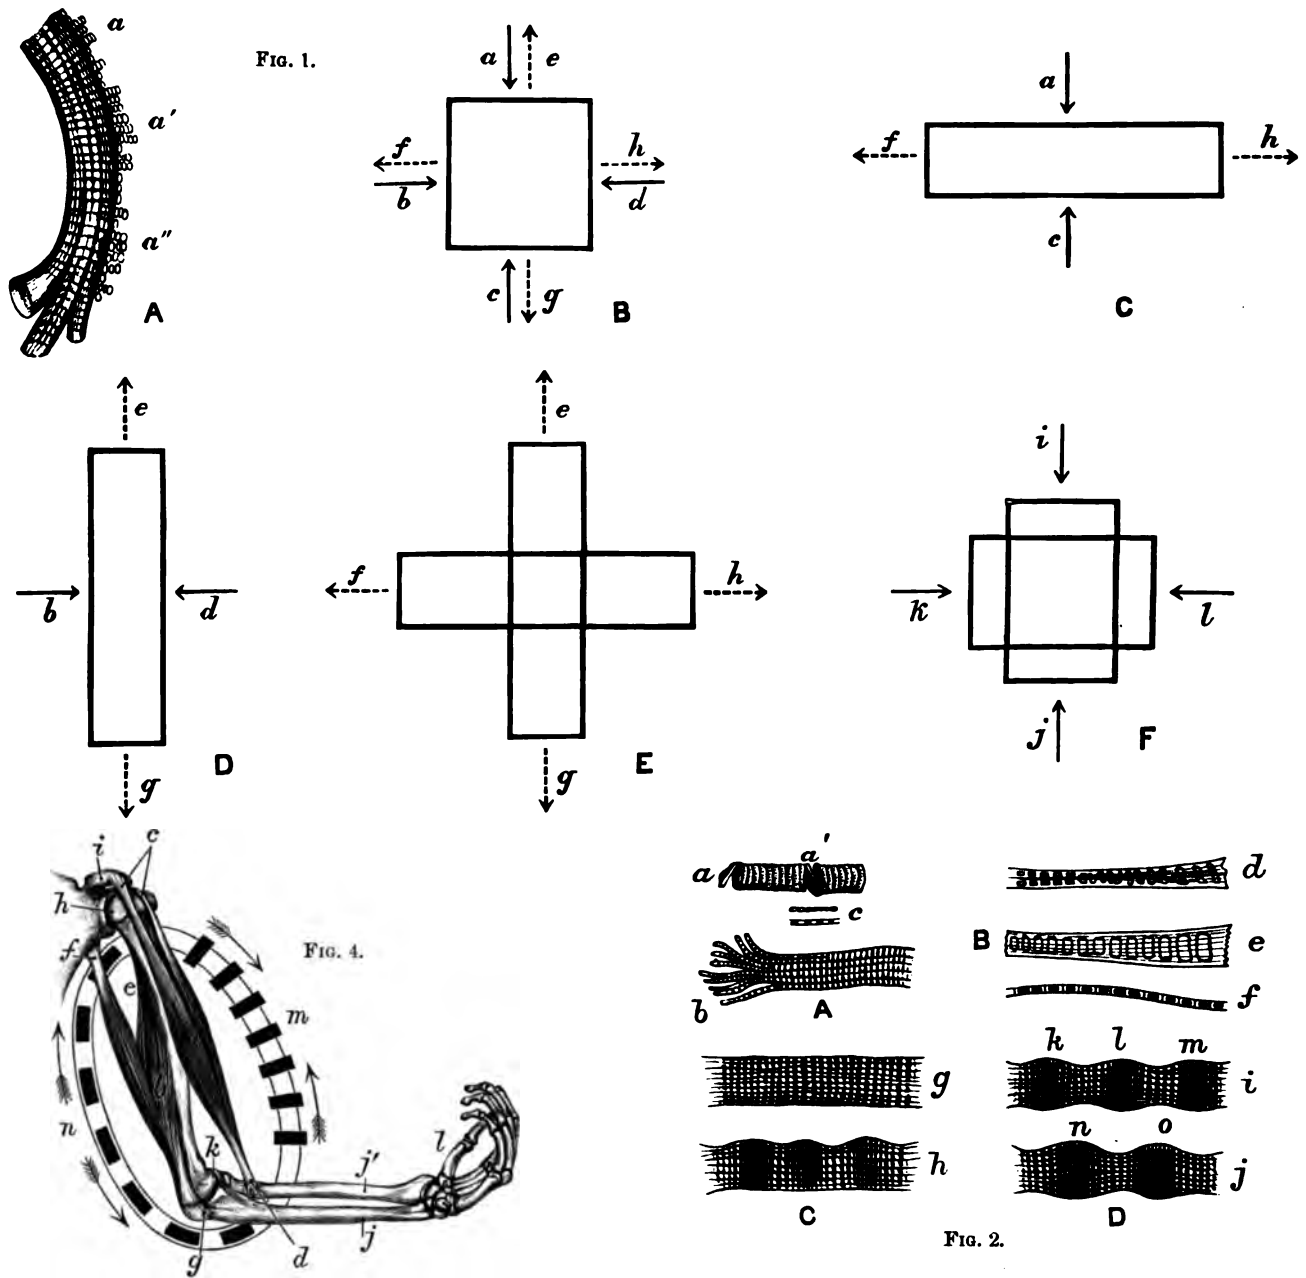 a
FIG. 1.
a e
a
a'
f h
f h
b d
a"
c
c g
A B C
e e
i
f h
b d
k l
g
j F
D E
g
c
i
a'
a d
h
c
FIG. 4.
f
B e
e
m
b A f
k l m
g i
n
l
n o
k
j'
h j
C D
g d j
FIG. 2.